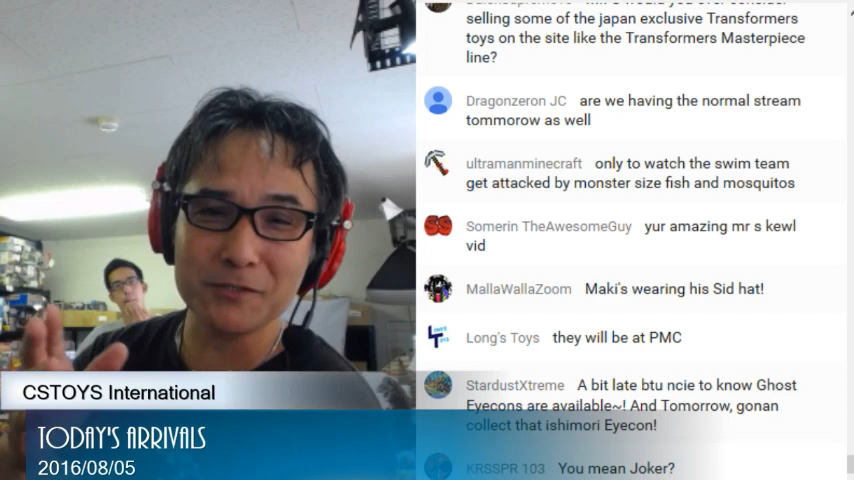 selling some of the japan exclusive Transformers
toys on the site like the Transformers Masterpiece
line?
Dragonzeron JC are we having the normal stream
tommorow as well
ultramanminecraft only to watch the swim team
get attacked by monster size fish and mosquitos
Somerin TheAwesomeGuy yur amazing mr s kewl
vid
MallaWallaZoom Maki's wearing his Sid hat!
Long's Toys they will be at PMC
StardustXtreme A bit late btu ncie to know Ghost
Eyecons are available~! And Tomorrow, gonan
collect that ishimori Eyecon!
KRSSPR 103 You mean Joker?
CSTOYS International
TODAY'S ARRIVALS
2016/08/05